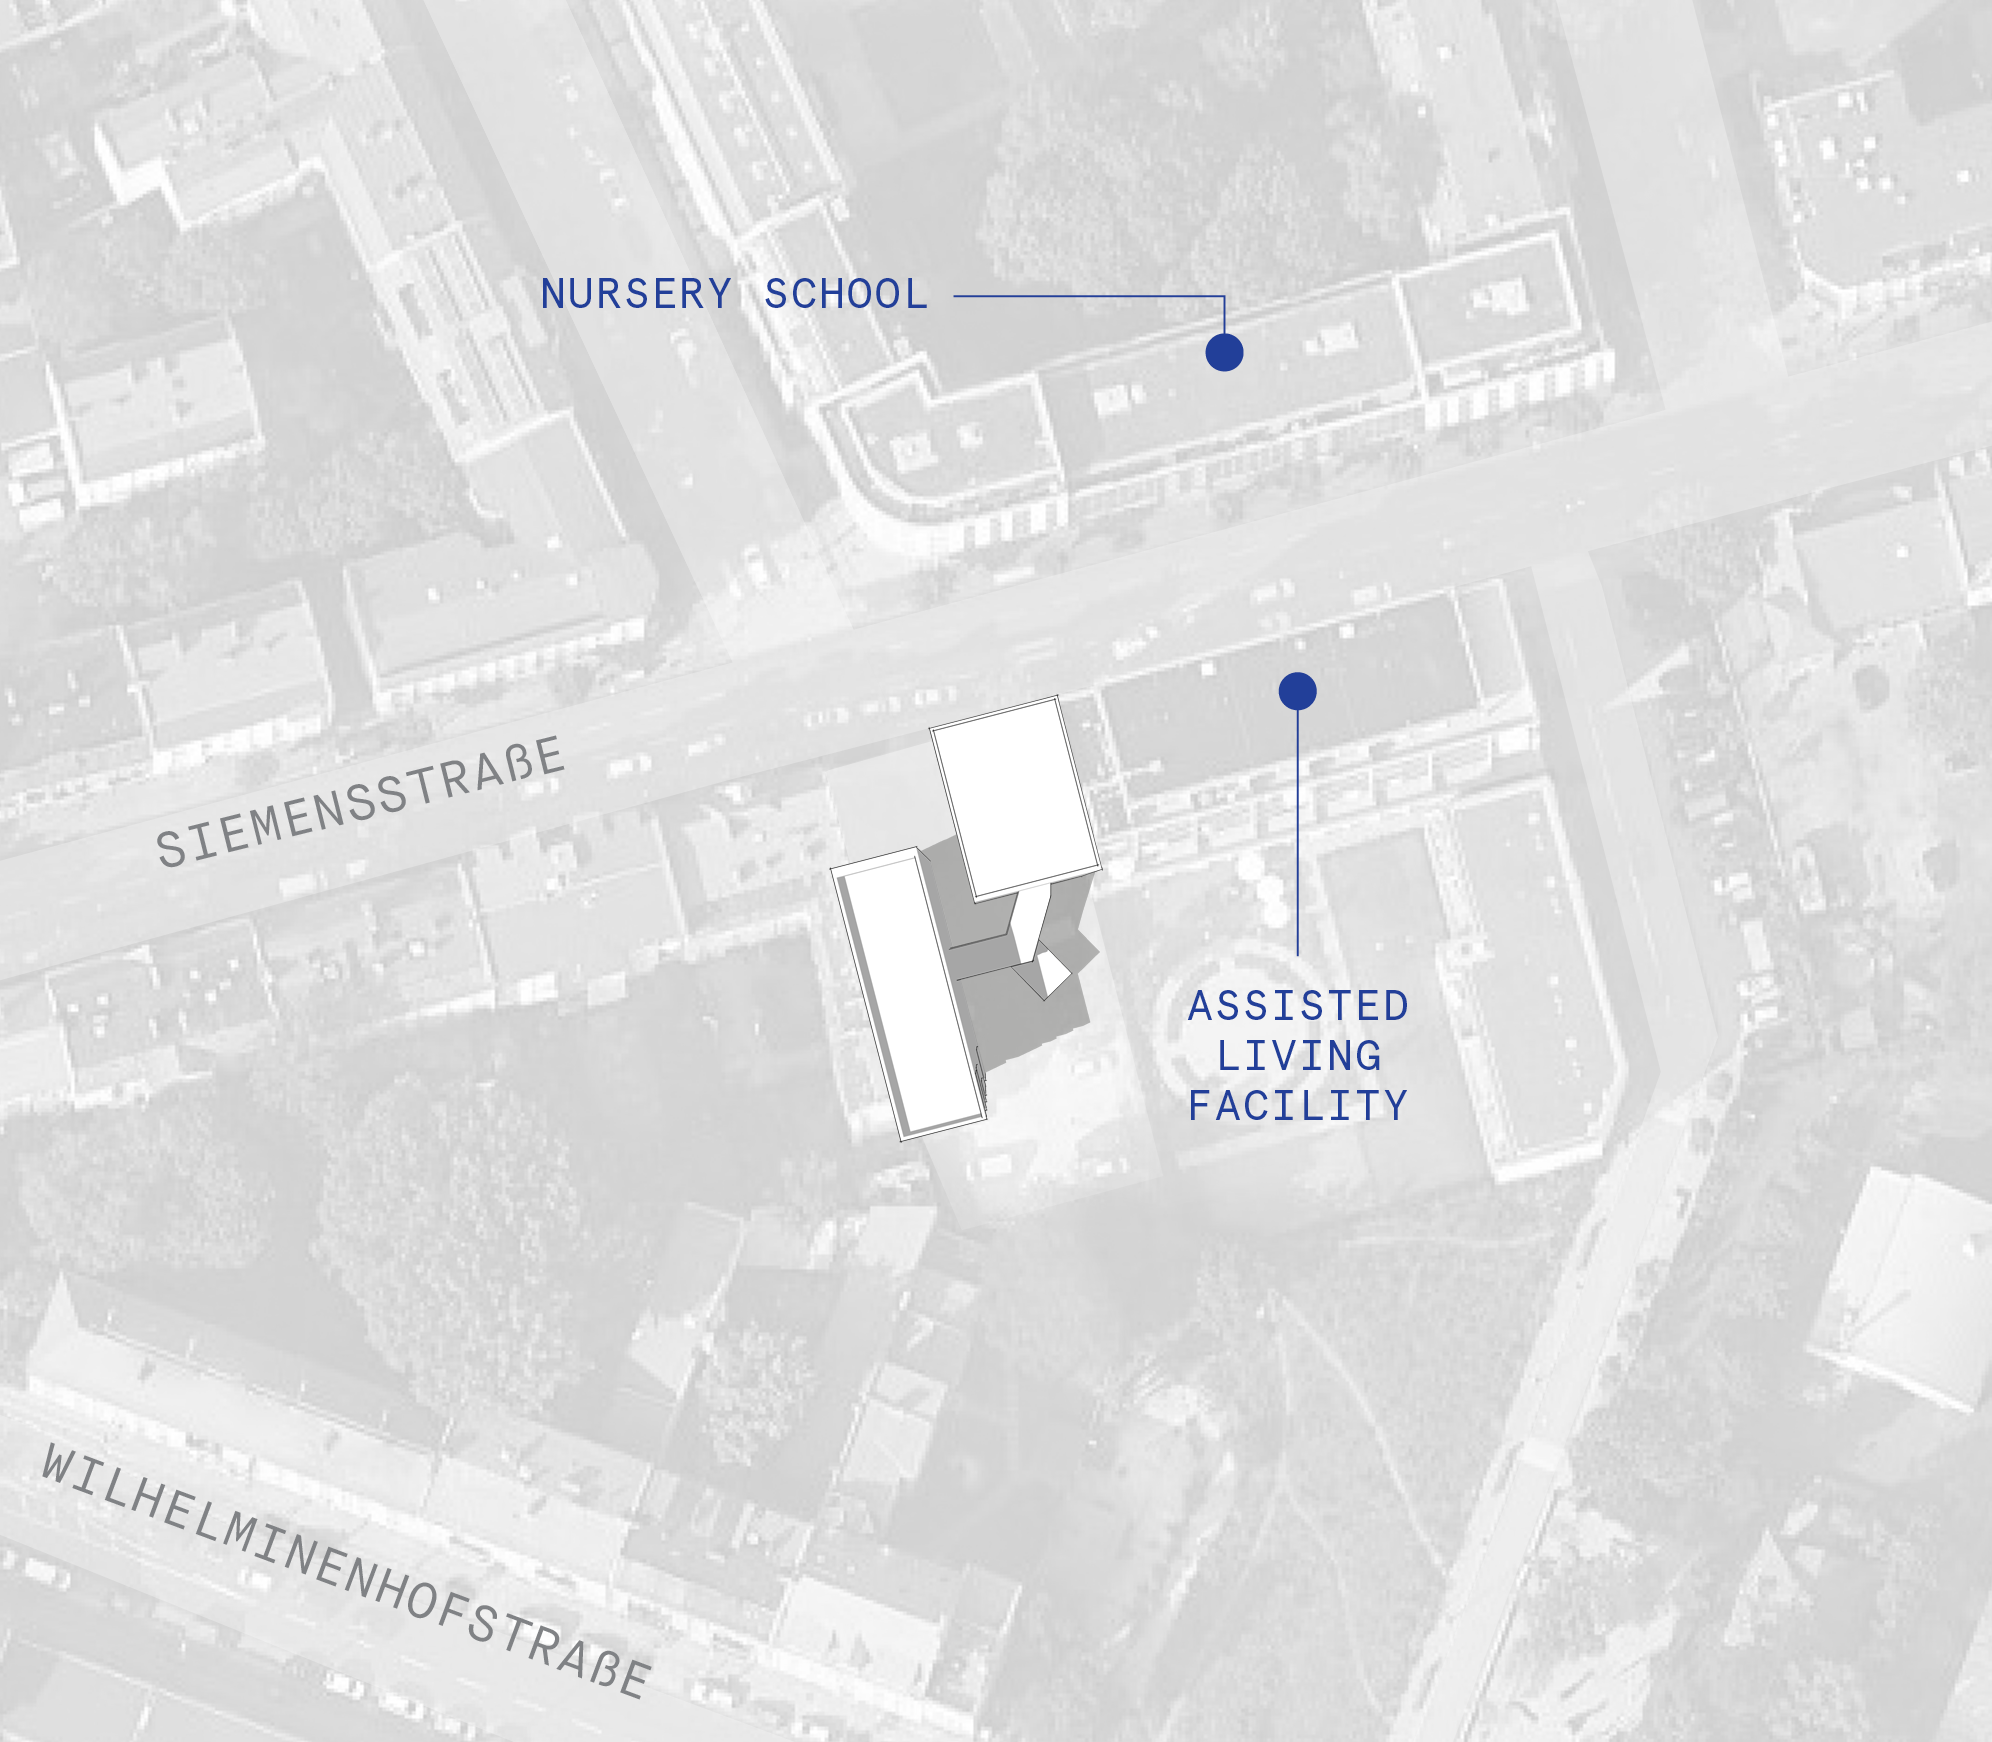 NURSERY SCHOOL
SIEMENSSTRAßE
ASSISTED
LIVING
FACILITY
WILHELMINENHOFSTRAßE